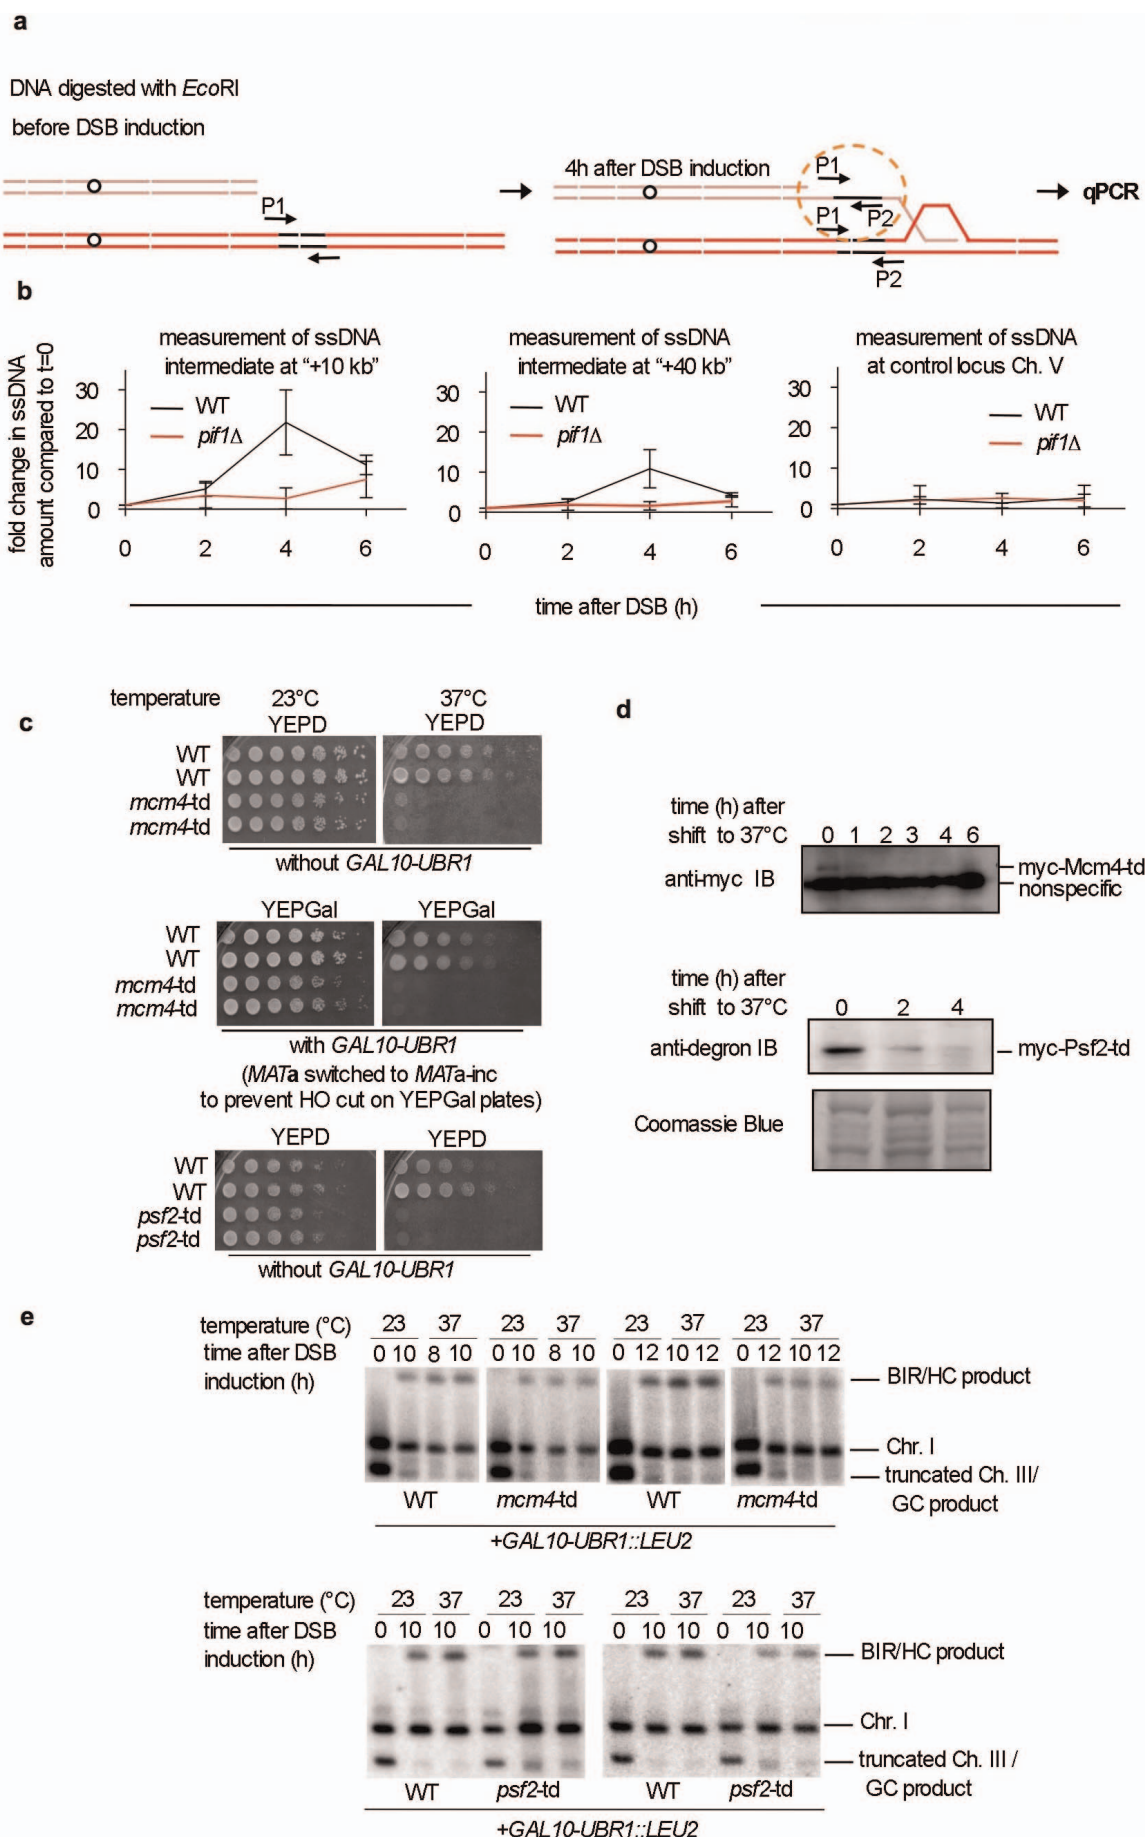 a
DNA digested with EcoRI
before DSB induction
4h after DSB induction
P1
P1
P1
P2
P2
qPCR
b
fold change in ssDNA
amount compared to t=0
measurement of ssDNA
intermediate at "+10 kb"
30
20
10
0
WT
pif1Δ
0 2 4 6
measurement of ssDNA
intermediate at "+40 kb"
30
20
10
0
WT
pif1Δ
0 2 4 6
measurement of ssDNA
at control locus Ch. V
30
20
10
0
WT
pif1Δ
0 2 4 6
time after DSB (h)
c
temperature 23°C 37°C
YEPD YEPD
WT
WT
mcm4-td
mcm4-td
without GAL10-UBR1
YEPGal YEPGal
WT
WT
mcm4-td
mcm4-td
with GAL10-UBR1
(MATa switched to MATa-inc
to prevent HO cut on YEPGal plates)
YEPD YEPD
WT
WT
psf2-td
psf2-td
without GAL10-UBR1
d
time (h) after
shift to 37°C 0 1 2 3 4 6
anti-myc IB
myc-Mcm4-td
nonspecific
time (h) after
shift to 37°C 0 2 4
anti-degron IB
myc-Psf2-td
Coomassie Blue
e
temperature (°C) 23 37 23 37 23 37 23 37
time after DSB 0 10 8 10 0 10 8 10 0 12 10 12 0 12 10 12
induction (h)
BIR/HC product
Chr. I
truncated Ch. III/
GC product
WT mcm4-td WT mcm4-td
+GAL10-UBR1::LEU2
temperature (°C) 23 37 23 37 23 37 23 37
time after DSB 0 10 10 0 10 10 0 10 10 0 10 10
induction (h)
BIR/HC product
Chr. I
truncated Ch. III /
GC product
WT psf2-td WT psf2-td
+GAL10-UBR1::LEU2